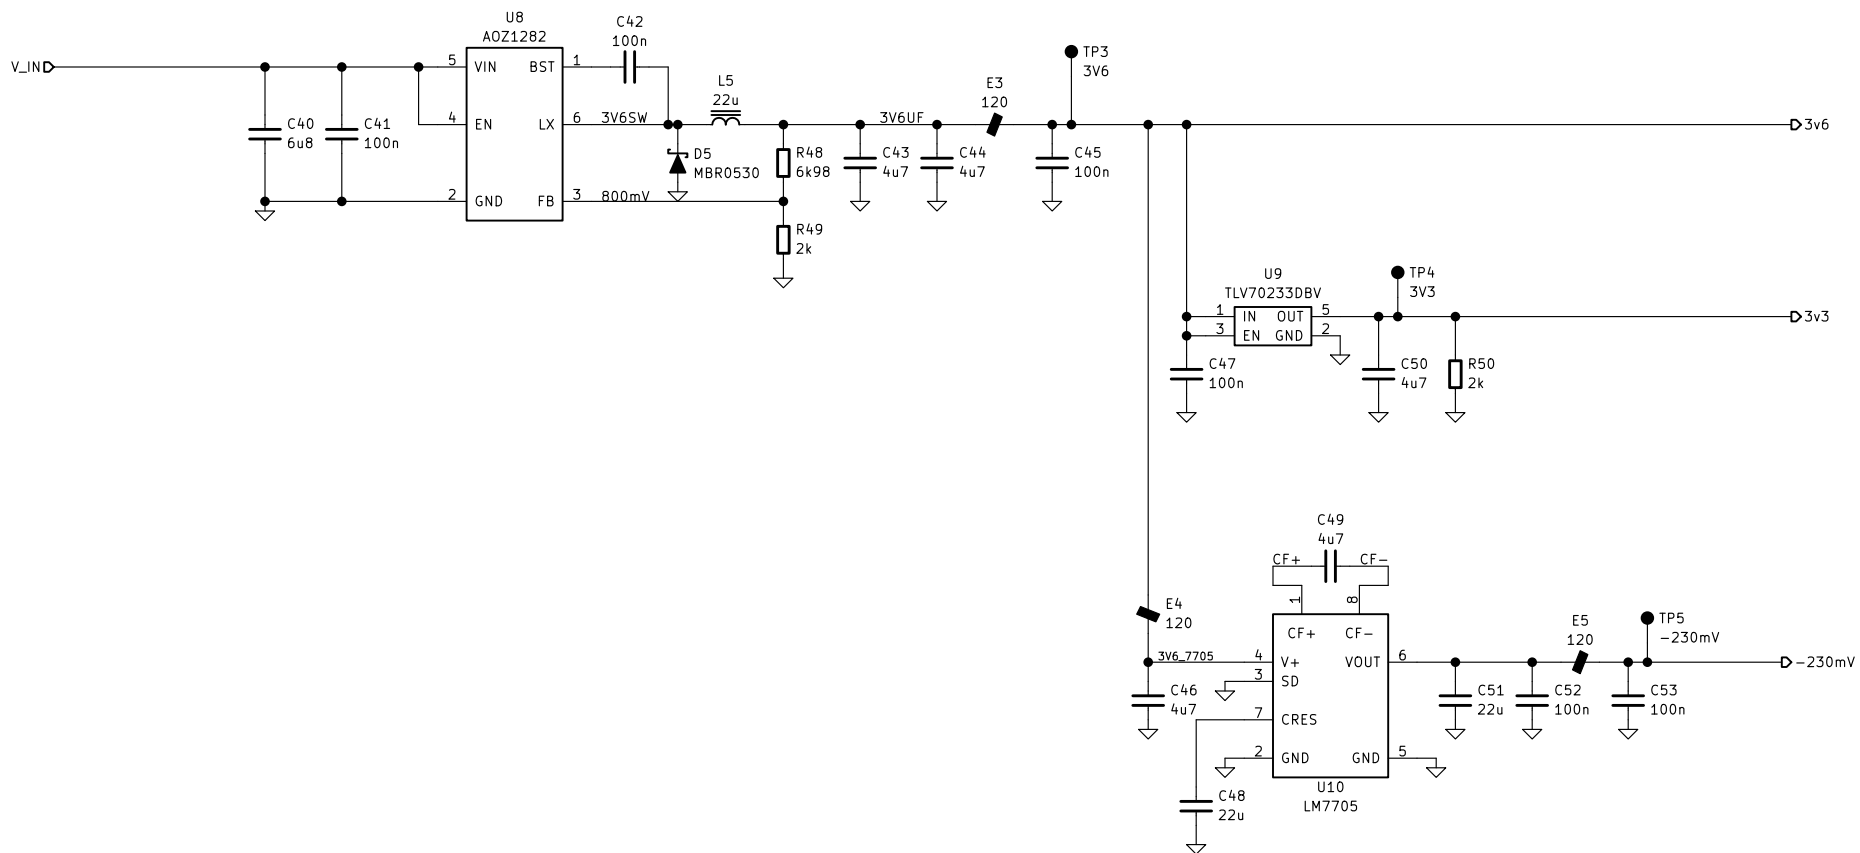 U8
AOZ1282
V_IN
5
VIN
BST
1
4
EN
LX
6
2
GND
FB
3
C40
6u8
C41
100n
C42
100n
3V6SW
800mV
L5
22u
D5
MBR0530
R48
6k98
R49
2k
C43
4u7
3V6UF
C44
4u7
E3
120
C45
100n
TP3
3V6
3v6
U9
TLV70233DBV
1
IN
OUT
5
3
EN
GND
2
C47
100n
TP4
3V3
C50
4u7
R50
2k
3v3
C49
4u7
CF+
CF-
1
8
CF+
CF-
E4
120
3V6_7705
4
V+
VOUT
6
3
SD
7
CRES
2
GND
GND
5
U10
LM7705
C46
4u7
C48
22u
C51
22u
C52
100n
E5
120
C53
100n
TP5
-230mV
-230mV